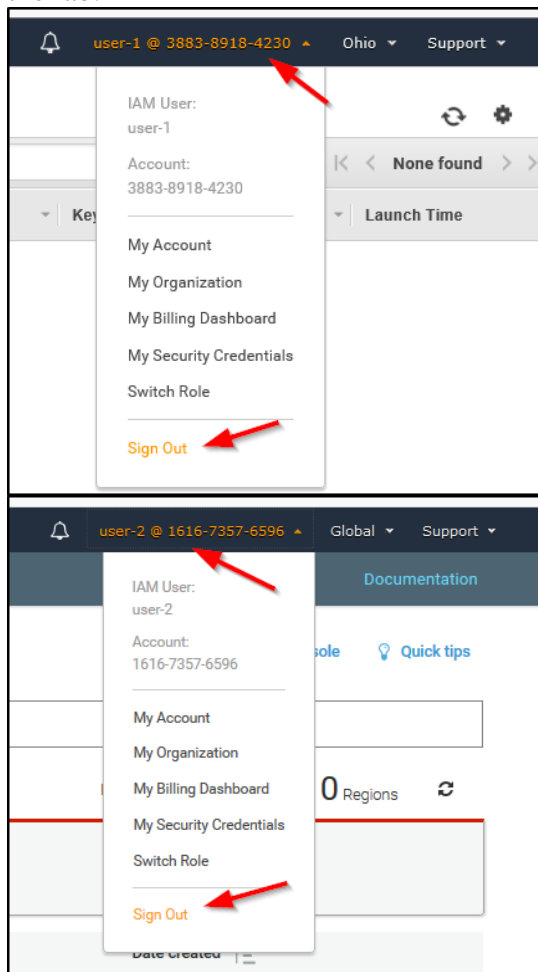 user-1 @ 3883-8918-4230 Ohio Support
IAM User:
user-1
Account:
3883-8918-4230
None found
Key
Launch Time
My Account
My Organization
My Billing Dashboard
My Security Credentials
Switch Role
Sign Out
user-2 @ 1616-7357-6596 Global Support
Documentation
IAM User:
user-2
Account:
1616-7357-6596
sole Quick tips
My Account
My Organization
My Billing Dashboard
0 Regions
My Security Credentials
Switch Role
Sign Out
Date created